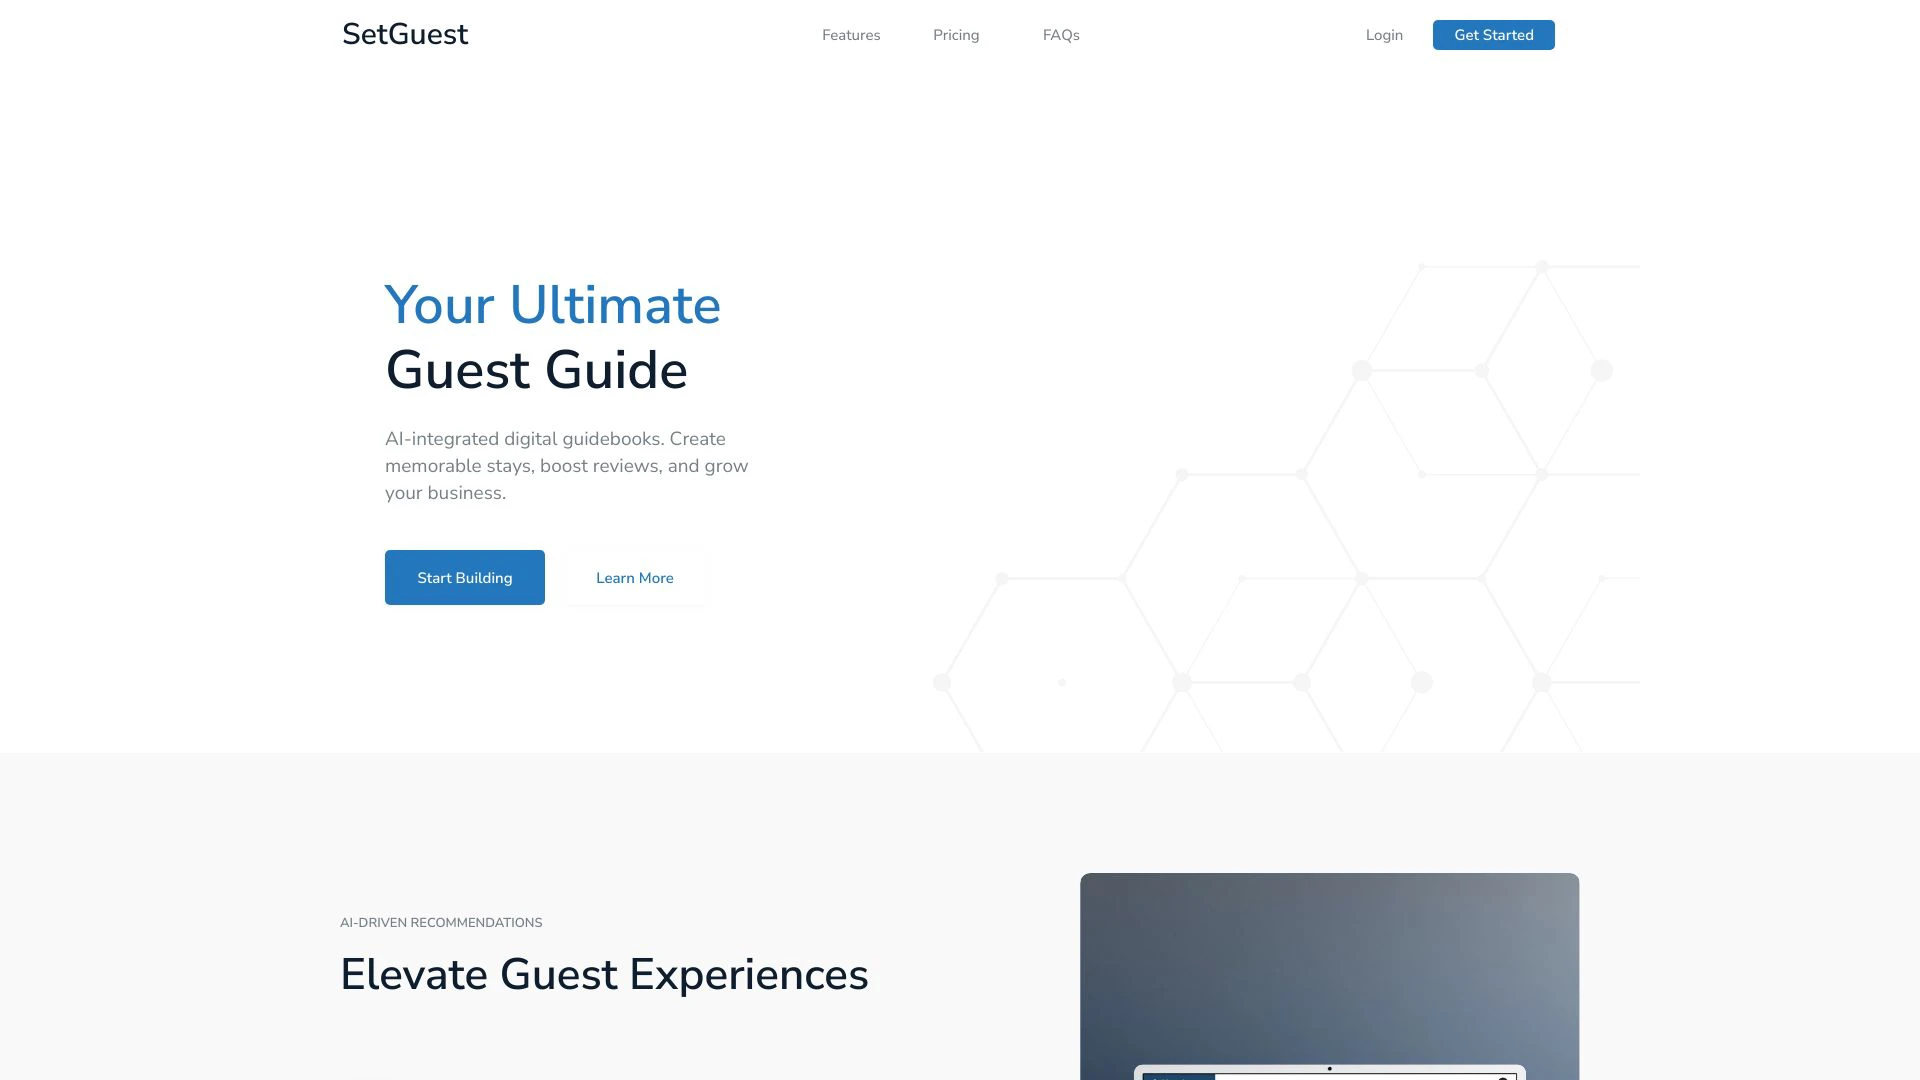 SetGuest
Features
Pricing
FAQs
Login
Get Started
Your Ultimate
Guest Guide
AI-integrated digital guidebooks. Create
memorable stays, boost reviews, and grow
your business.
Start Building
Learn More
AI-DRIVEN RECOMMENDATIONS
Elevate Guest Experiences